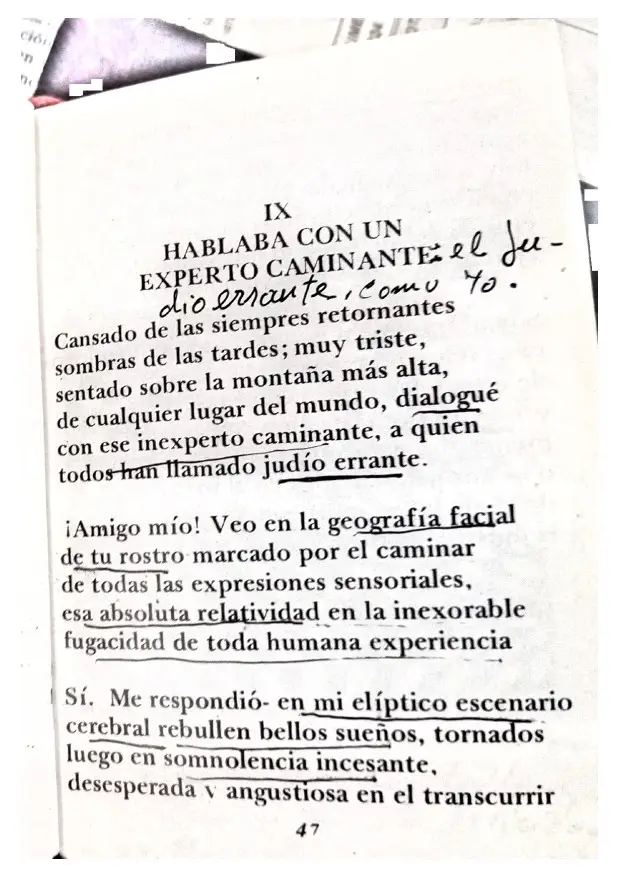 IX
HABLABA CON UN
EXPERTO CAMINANTE: el Ju-
dio errante, como Yo.
Cansado de las siempres retornantes
sombras de las tardes; muy triste,
sentado sobre la montaña más alta,
de cualquier lugar del mundo, dialogué
con ese inexperto caminante, a quien
todos han llamado judío errante.
¡Amigo mío! Veo en la geografía facial
de tu rostro marcado por el caminar
de todas las expresiones sensoriales,
esa absoluta relatividad en la inexorable
fugacidad de toda humana experiencia
Sí. Me respondió- en mi elíptico escenario
cerebral rebullen bellos sueños, tornados
luego en somnolencia incesante,
desesperada y angustiosa en el transcurrir
47